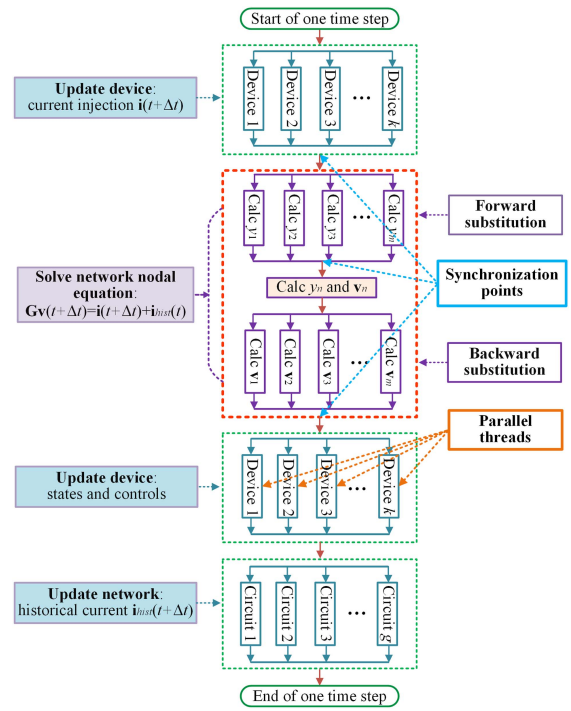 Start of one time step
Update device:
current injection i(t+Δt)
Device 1
Device 2
Device 3
...
Device k
Calc y1
Calc y2
Calc y3
...
Calc ym
Forward
substitution
Solve network nodal
equation:
Gv(t+Δt)=i(t+Δt)+ihist(t)
Calc yn and vn
Synchronization
points
Calc v1
Calc v2
Calc v3
...
Calc vm
Backward
substitution
Parallel
threads
Update device:
states and controls
Device 1
Device 2
Device 3
...
Device k
Update network:
historical current ihist(t+Δt)
Circuit 1
Circuit 2
Circuit 3
...
Circuit g
End of one time step